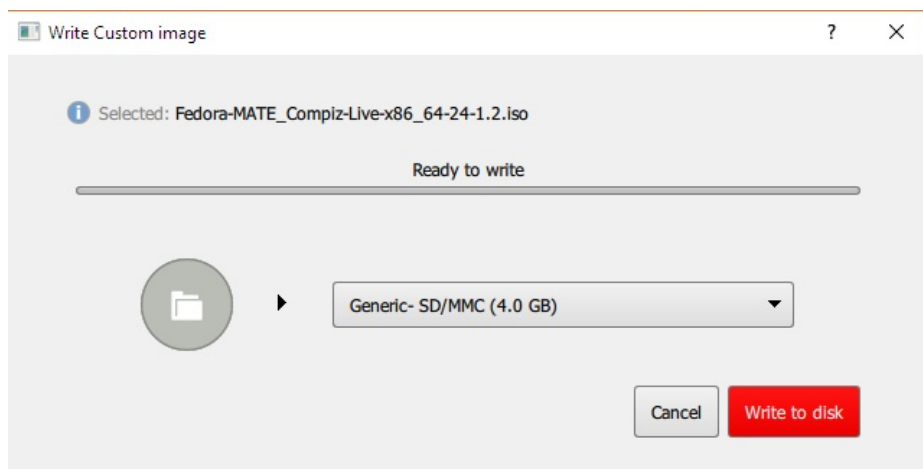 Write Custom image ?
Selected: Fedora-MATE_Compiz-Live-x86_64-24-1.2.iso
Ready to write
Generic- SD/MMC (4.0 GB)
Cancel Write to disk